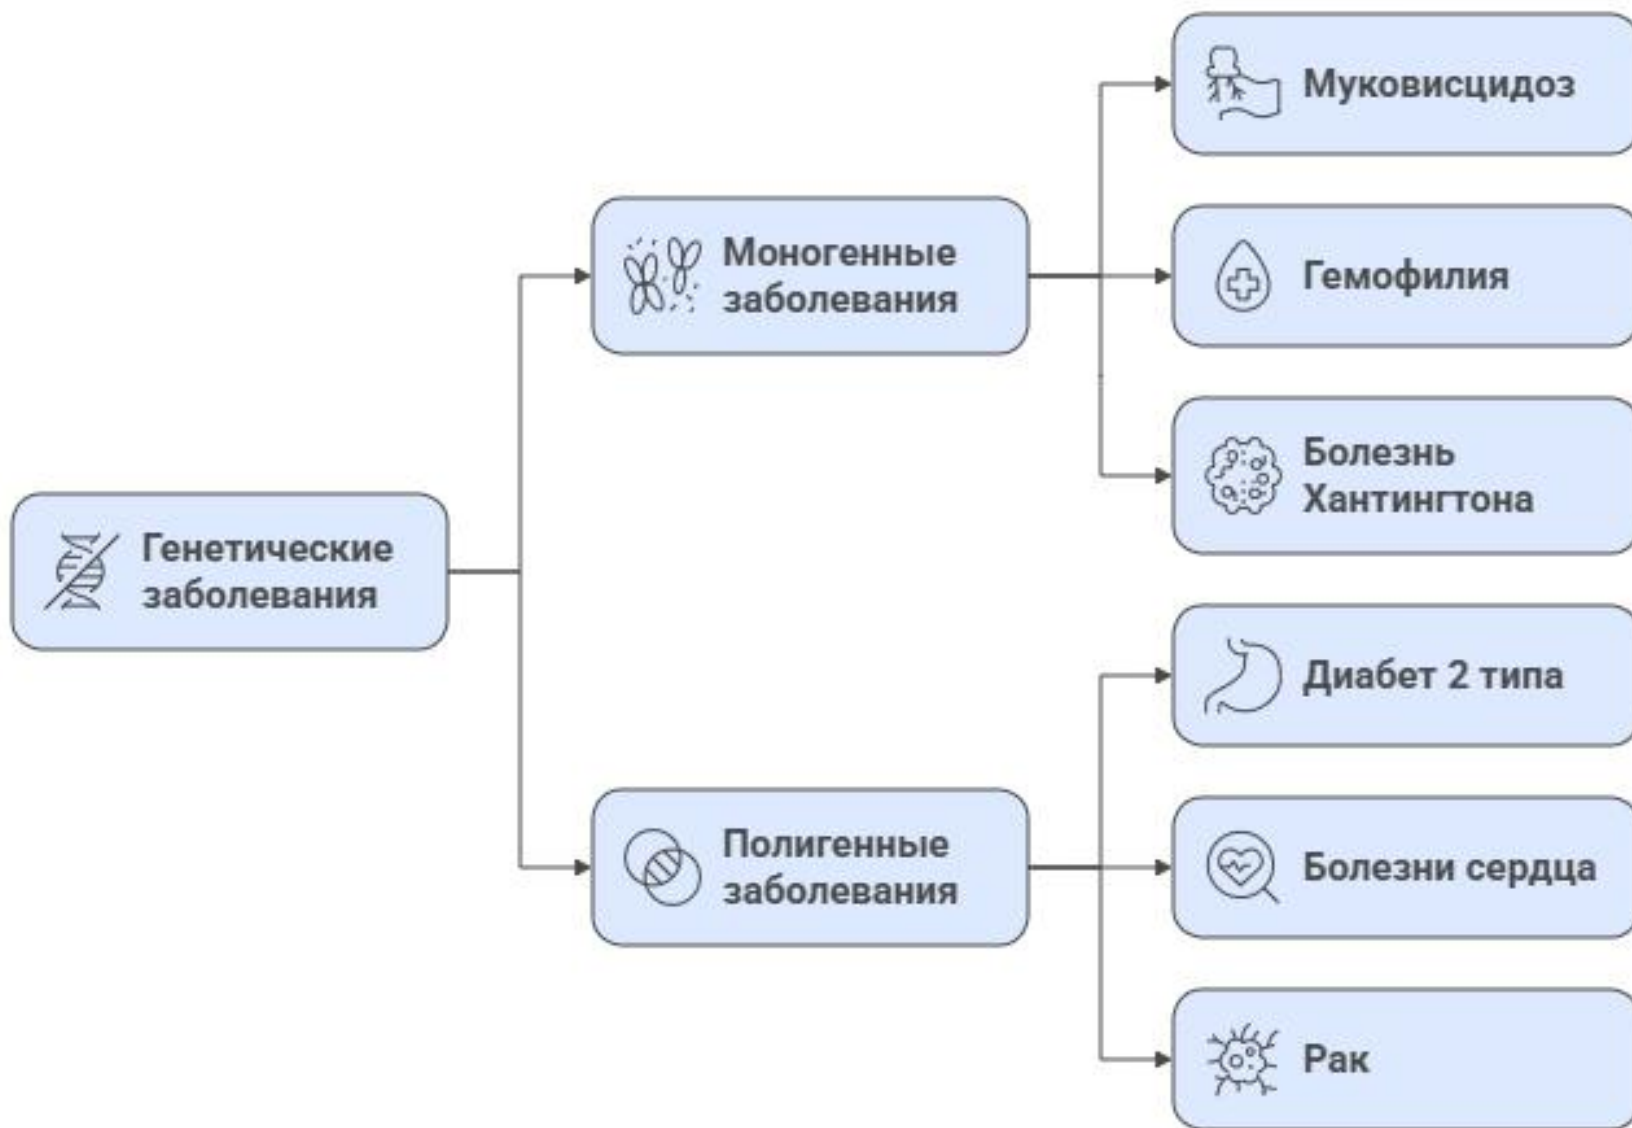 Генетические
заболевания
Моногенные
заболевания
Муковисцидоз
Гемофилия
Болезнь
Хантингтона
Полигенные
заболевания
Диабет 2 типа
Болезни сердца
Рак